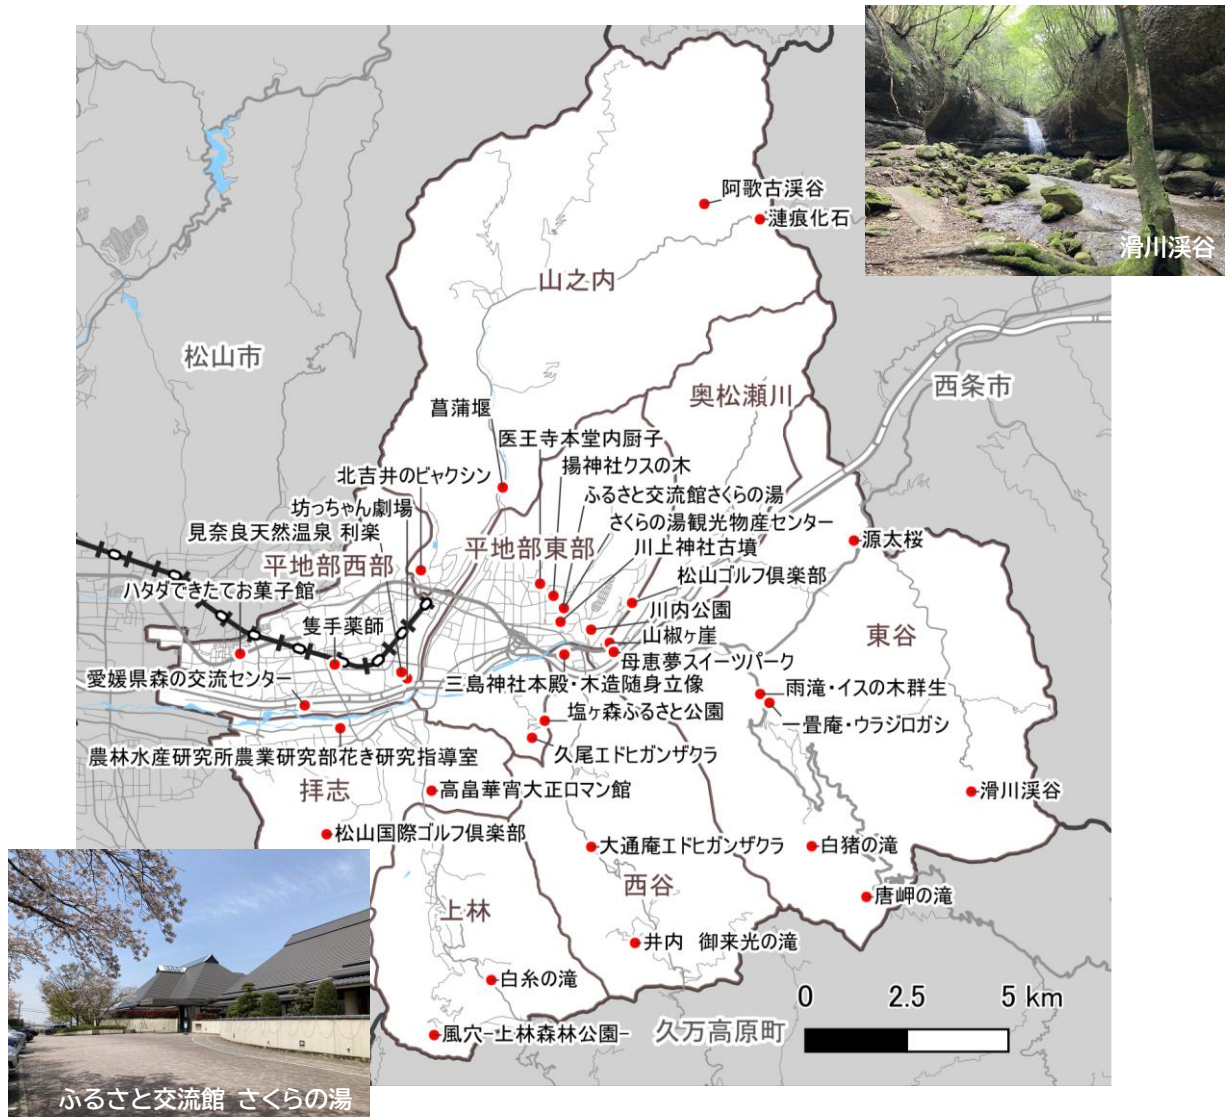 阿歌古渓谷
漣痕化石
滑川渓谷
山之内
松山市
西条市
奥松瀬川
菖蒲堰
医王寺本堂内厨子
揚神社クスの木
北吉井のビャクシン
ふるさと交流館さくらの湯
坊っちゃん劇場
さくらの湯観光物産センター
見奈良天然温泉 利楽
平地部東部
川上神社古墳
源太桜
平地部西部
松山ゴルフ倶楽部
ハタダできたてお菓子館
川内公園
隻手薬師
山椒ヶ崖
東谷
母恵夢スイーツパーク
愛媛県森の交流センター
三島神社本殿・木造随身立像
雨滝・イスの木群生
塩ヶ森ふるさと公園
一畳庵・ウラジロガシ
農林水産研究所農業研究部花き研究指導室
久尾エドヒガンザクラ
拝志
高畠華宵大正ロマン館
滑川渓谷
松山国際ゴルフ倶楽部
大通庵エドヒガンザクラ
白猪の滝
西谷
唐岬の滝
上林
井内 御来光の滝
白糸の滝
0 2.5 5 km
風穴-上林森林公園-
久万高原町
ふるさと交流館 さくらの湯